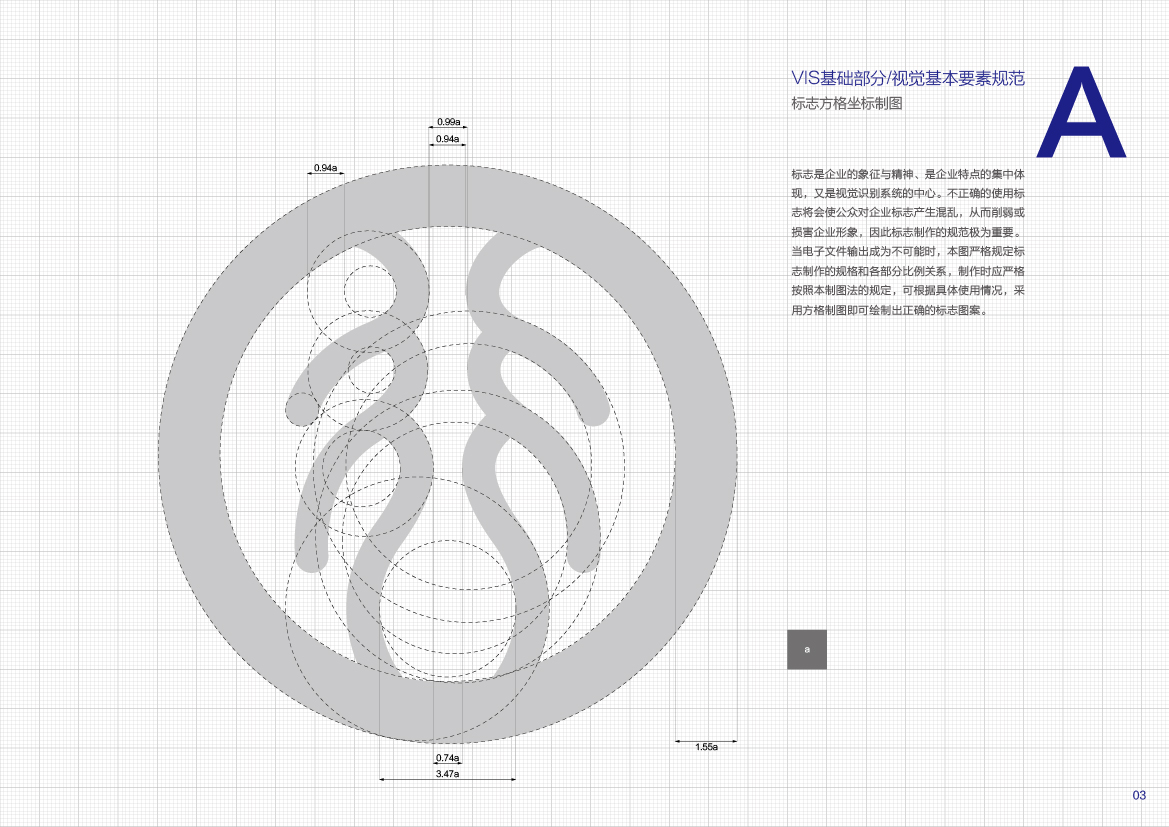 VIS基础部分/视觉基本要素规范
标志方格坐标制图
A
标志是企业的象征与精神、是企业特点的集中体
现，又是视觉识别系统的中心。不正确的使用标
志将会使公众对企业标志产生混乱，从而削弱或
损害企业形象，因此标志制作的规范极为重要。
当电子文件输出成为不可能时，本图严格规定标
志制作的规格和各部分比例关系，制作时应严格
按照本制图法的规定，可根据具体使用情况，采
用方格制图即可绘制出正确的标志图案。
0.99a
0.94a
0.94a
a
1.55a
0.74a
3.47a
03